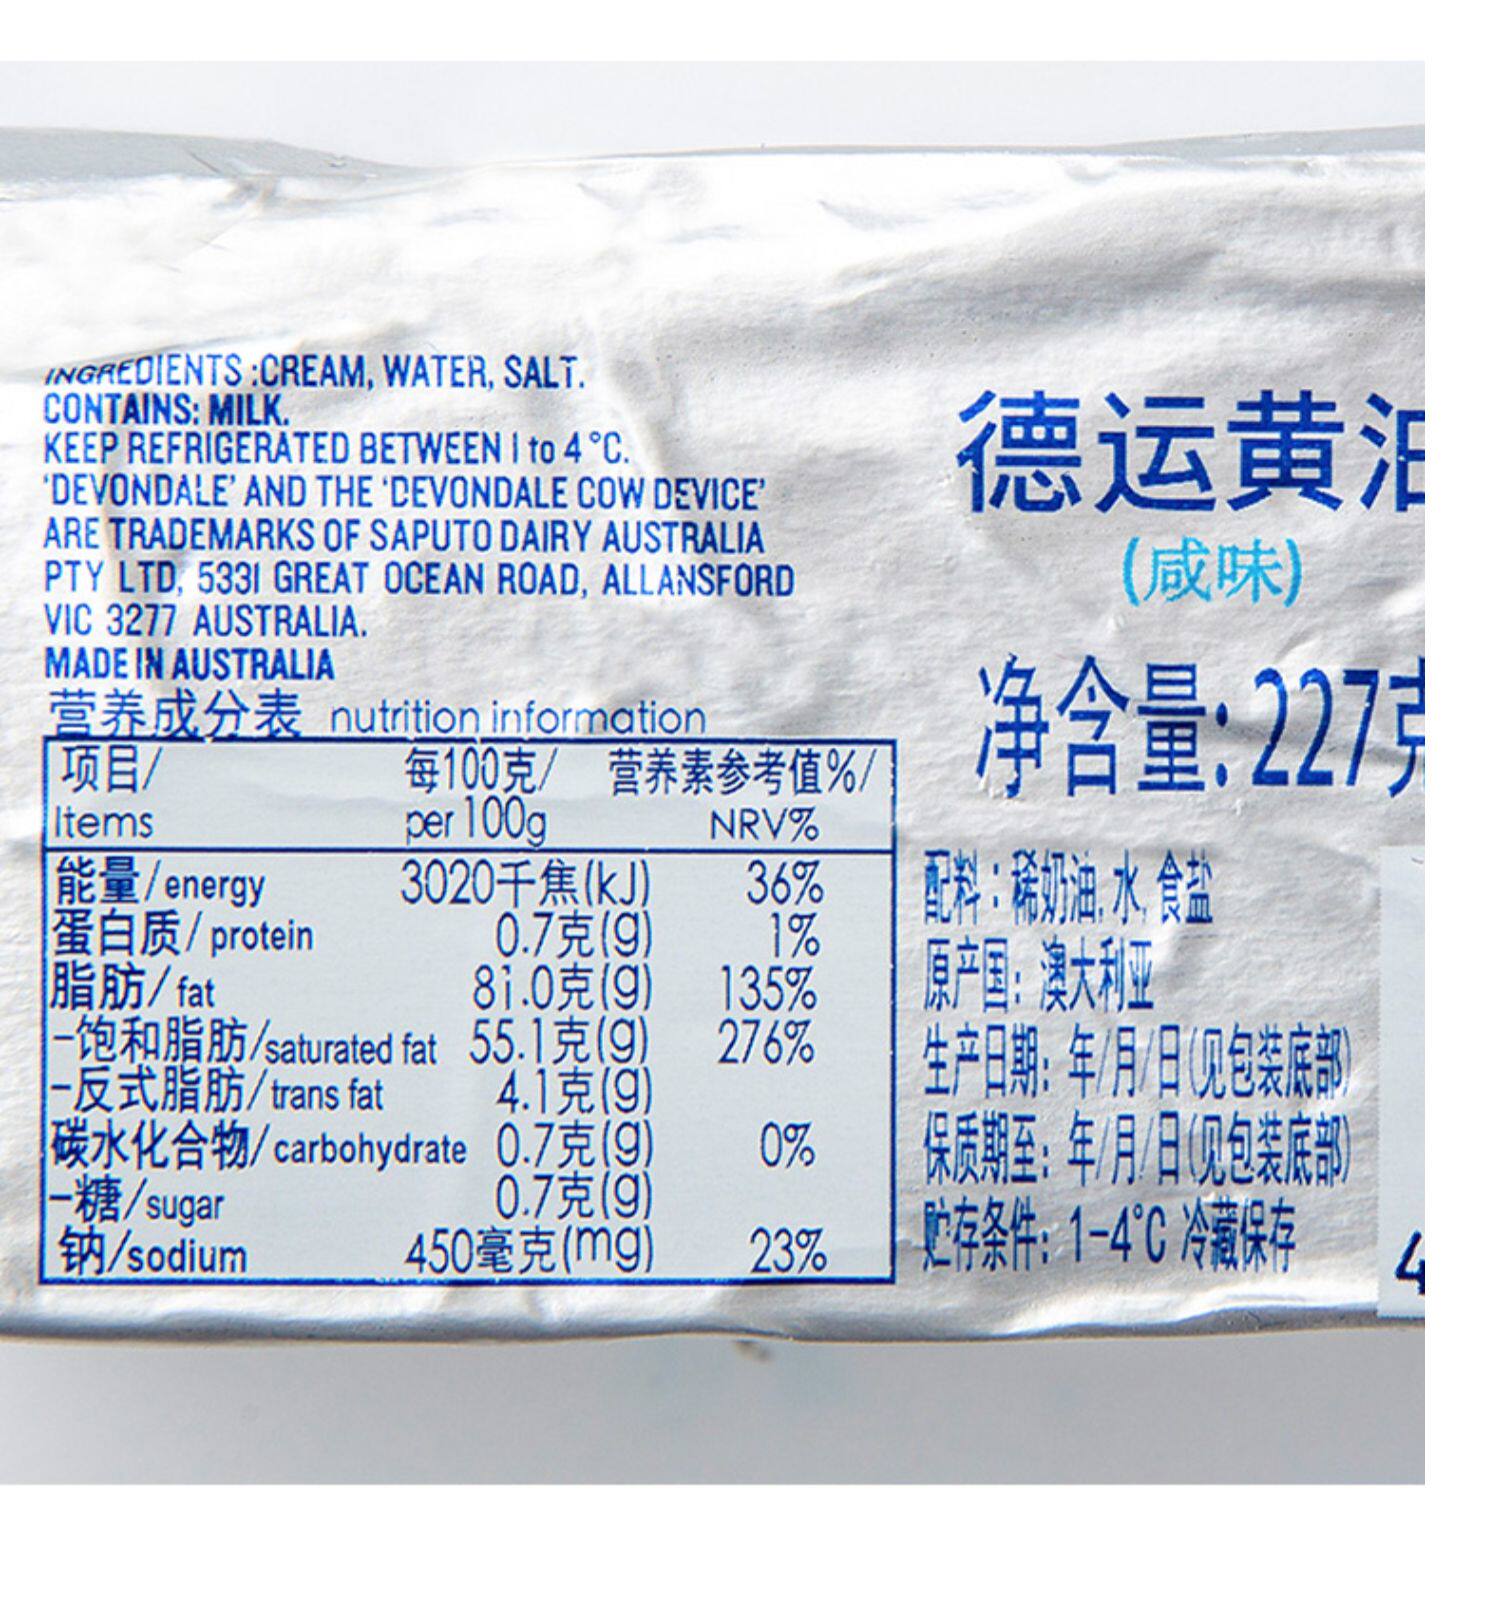 INGREDIENTS :CREAM, WATER, SALT.
CONTAINS: MILK.
KEEP REFRIGERATED BETWEEN 1 to 4 °C.
'DEVONDALE' AND THE 'DEVONDALE COW DEVICE'
ARE TRADEMARKS OF SAPUTO DAIRY AUSTRALIA
PTY LTD, 5331 GREAT OCEAN ROAD, ALLANSFORD
VIC 3277 AUSTRALIA.
MADE IN AUSTRALIA
营养成分表 nutrition information
项目/ 每100克/ 营养素参考值%/
Items per 100g NRV%
能量/energy 3020千焦(kJ) 36%
蛋白质/protein 0.7克(g) 1%
脂肪/fat 81.0克(g) 135%
-饱和脂肪/saturated fat 55.1克(g) 276%
-反式脂肪/trans fat 4.1克(g)
碳水化合物/carbohydrate 0.7克(g) 0%
-糖/sugar 0.7克(g)
钠/sodium 450毫克(mg) 23%
德运黄油
(咸味)
净含量: 227克
配料：稀奶油, 水, 食盐
原产国：澳大利亚
生产日期：年/月/日(见包装底部)
保质期至：年/月/日(见包装底部)
贮存条件：1-4℃ 冷藏保存